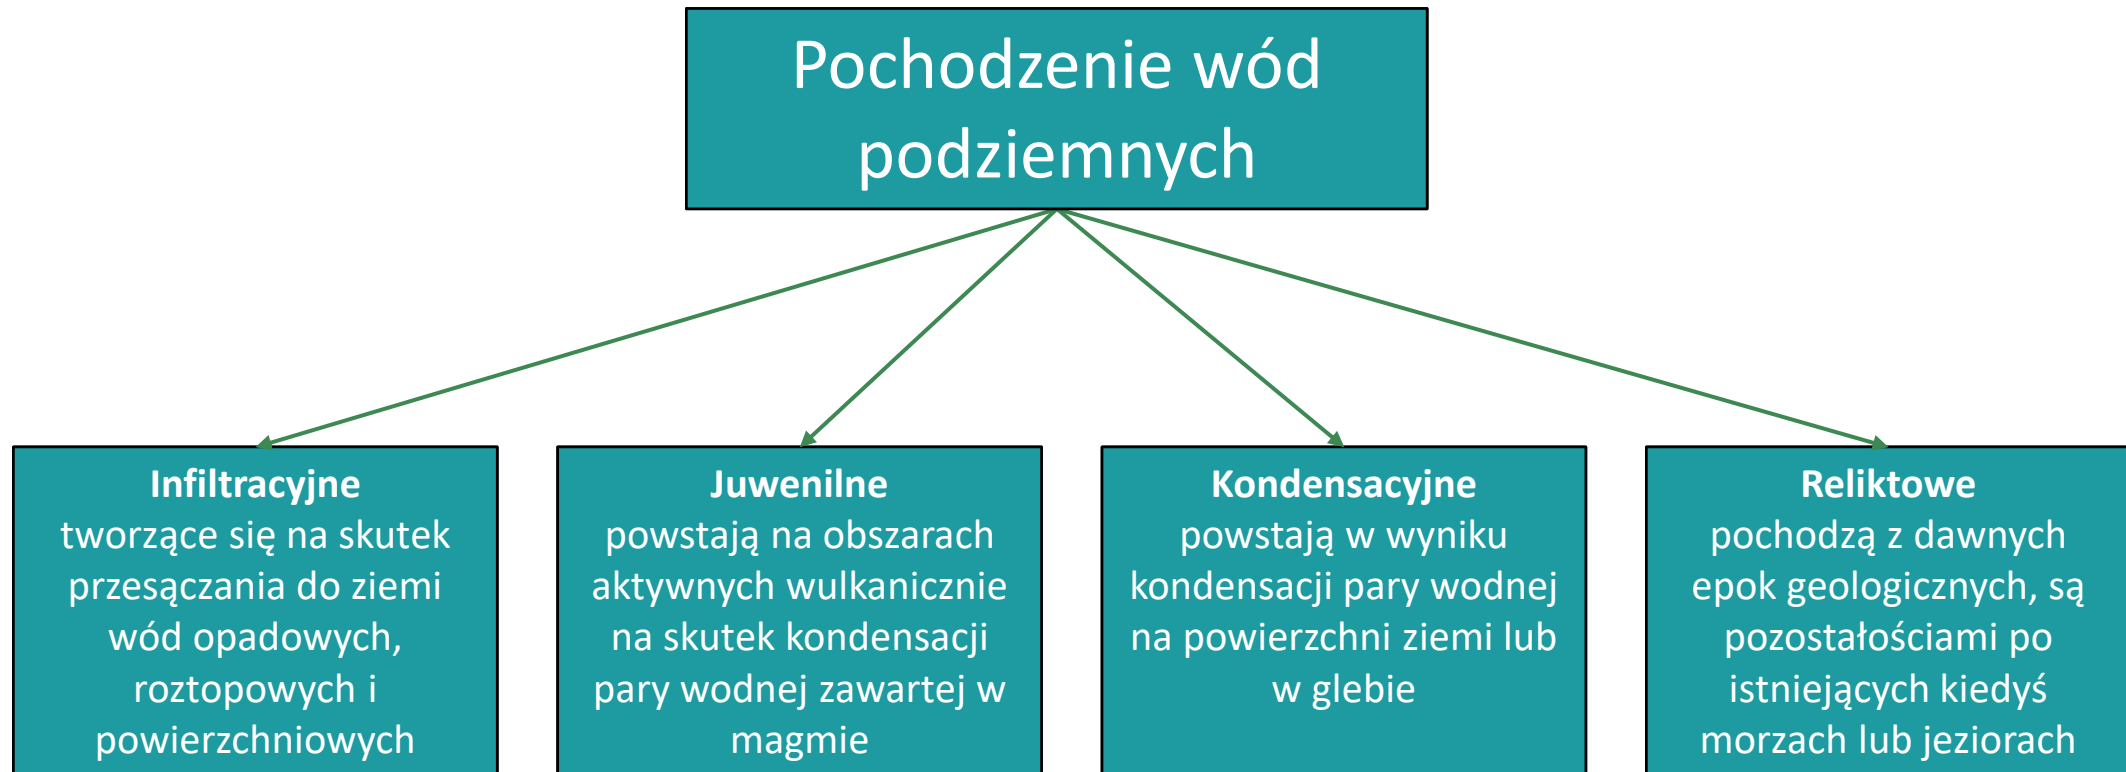 Pochodzenie wód
podziemnych
Infiltracyjne
tworzące się na skutek
przesączania do ziemi
wód opadowych,
roztopowych i
powierzchniowych
Juwenilne
powstają na obszarach
aktywnych wulkanicznie
na skutek kondensacji
pary wodnej zawartej w
magmie
Kondensacyjne
powstają w wyniku
kondensacji pary wodnej
na powierzchni ziemi lub
w glebie
Reliktowe
pochodzą z dawnych
epok geologicznych, są
pozostałościami po
istniejących kiedyś
morzach lub jeziorach